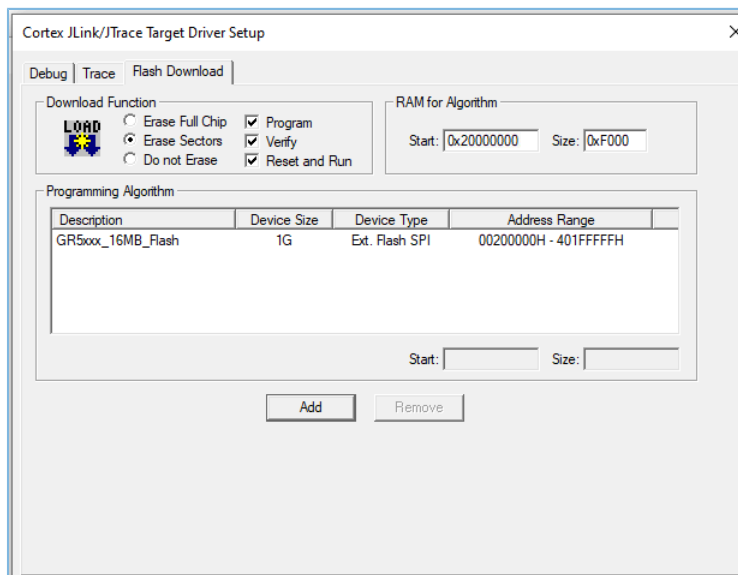 Cortex JLink/JTrace Target Driver Setup
Debug Trace Flash Download
Download Function
LOAD
Erase Full Chip
Erase Sectors
Do not Erase
Program
Verify
Reset and Run
RAM for Algorithm
Start: 0x20000000 Size: 0xF000
Programming Algorithm
Description Device Size Device Type Address Range
GR5xxx_16MB_Flash 1G Ext. Flash SPI 00200000H - 401FFFFFH
Start: Size:
Add Remove